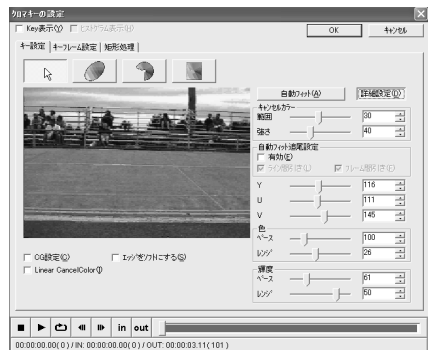 クロマキーの設定
Key表示(Y) ヒストグラム表示(H)
OK キャンセル
キー設定 キーフレーム設定 矩形処理
自動フィット(A) 詳細設定(D)
キャンセルカラー
範囲 30
強さ 40
自動フィット追尾設定
有効(E)
ライン間引き(L) フレーム間引き(F)
Y 116
U 111
V 145
色
ベース 100
レンジ 26
輝度
ベース 61
レンジ 50
CG設定(C) エッジをソフトにする(S)
Linear CancelColor(I)
in out
00:00:00.00( 0 ) / IN: 00:00:00.00( 0 ) / OUT: 00:00:03.11( 101 )